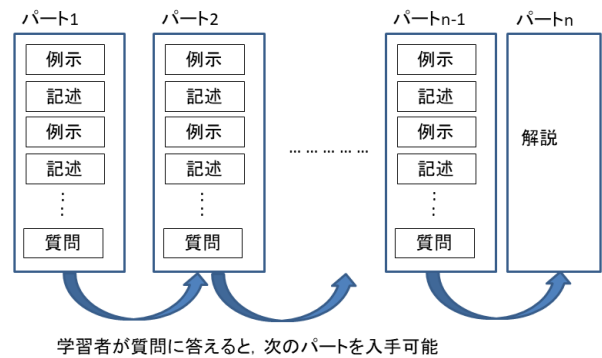 パート1
例示
記述
例示
記述
⋮
質問
パート2
例示
記述
例示
記述
⋮
質問
… … … … …
パートn-1
例示
記述
例示
記述
⋮
質問
パートn
解説
学習者が質問に答えると, 次のパートを入手可能